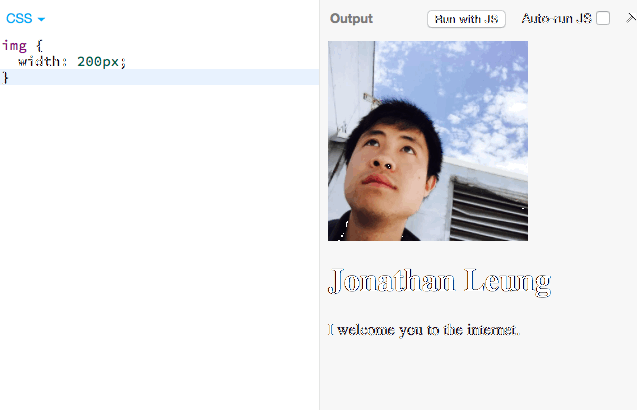 CSS
img {
width: 200px;
}
Output
Run with JS
Auto-run JS
Jonathan Leung
I welcome you to the internet.